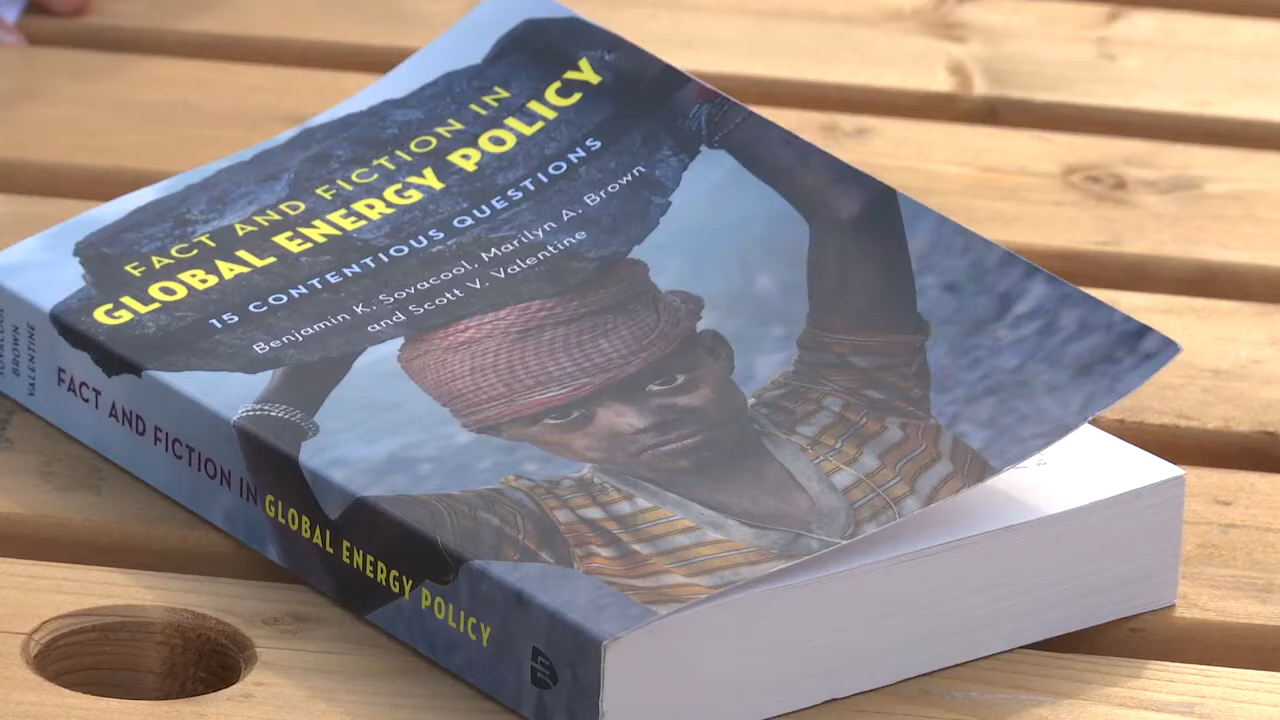 FACT AND FICTION IN
GLOBAL ENERGY POLICY
15 CONTENTIOUS QUESTIONS
Benjamin K. Sovacool, Marilyn A. Brown
and Scott V. Valentine
SOVACOOL
BROWN
VALENTINE
FACT AND FICTION IN GLOBAL ENERGY POLICY